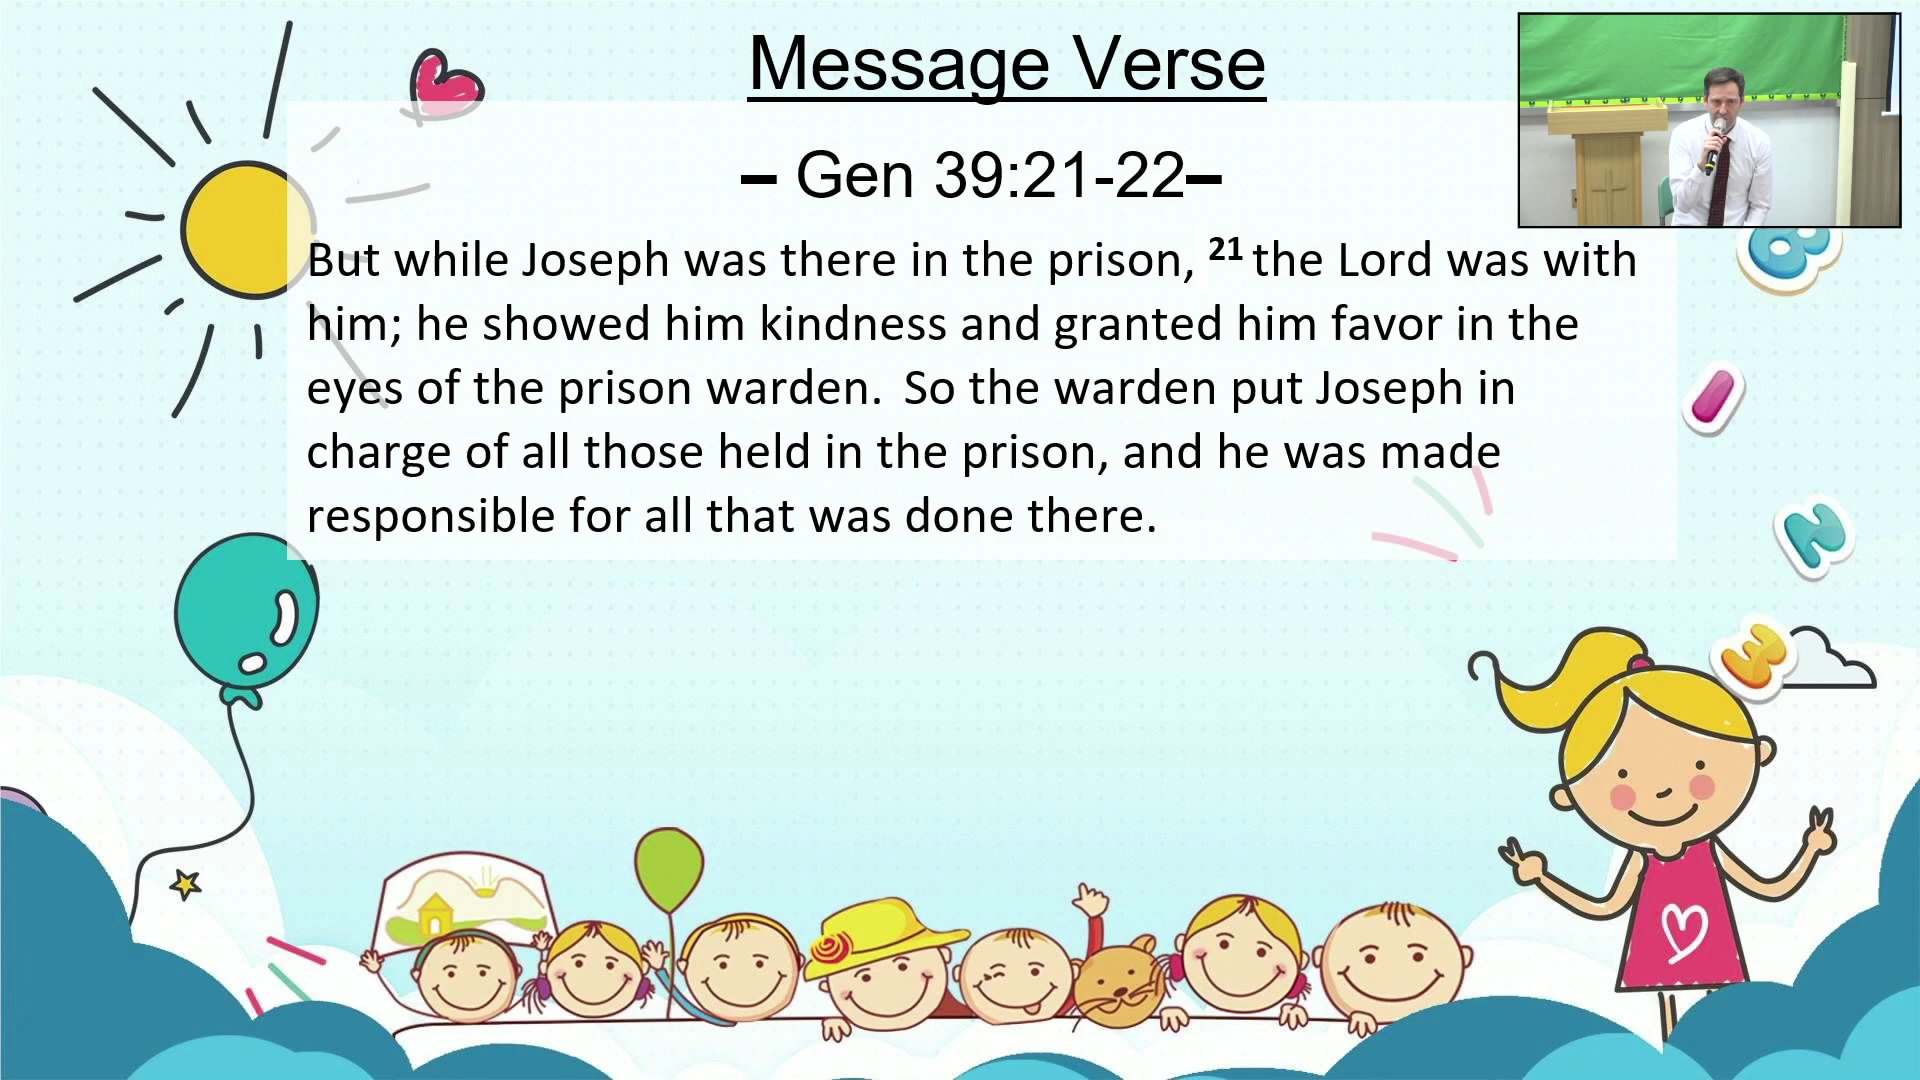 Message Verse
– Gen 39:21-22–
But while Joseph was there in the prison, 21 the Lord was with
him; he showed him kindness and granted him favor in the
eyes of the prison warden. So the warden put Joseph in
charge of all those held in the prison, and he was made
responsible for all that was done there.